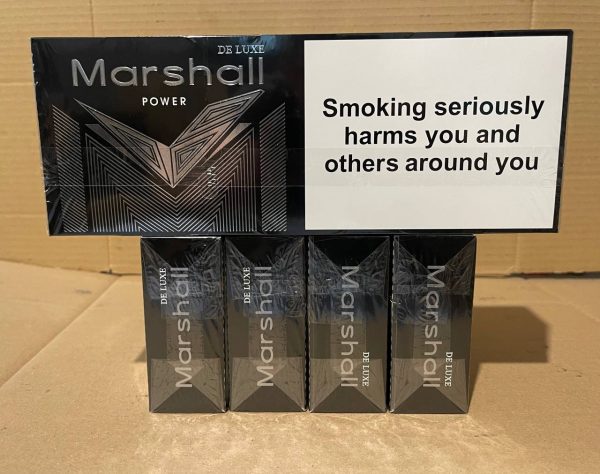 DE LUXE
Marshall
POWER
Smoking seriously
harms you and
others around you
DE LUXE
Marshall
DE LUXE
Marshall
Marshall
DE LUXE
Marshall
DE LUXE